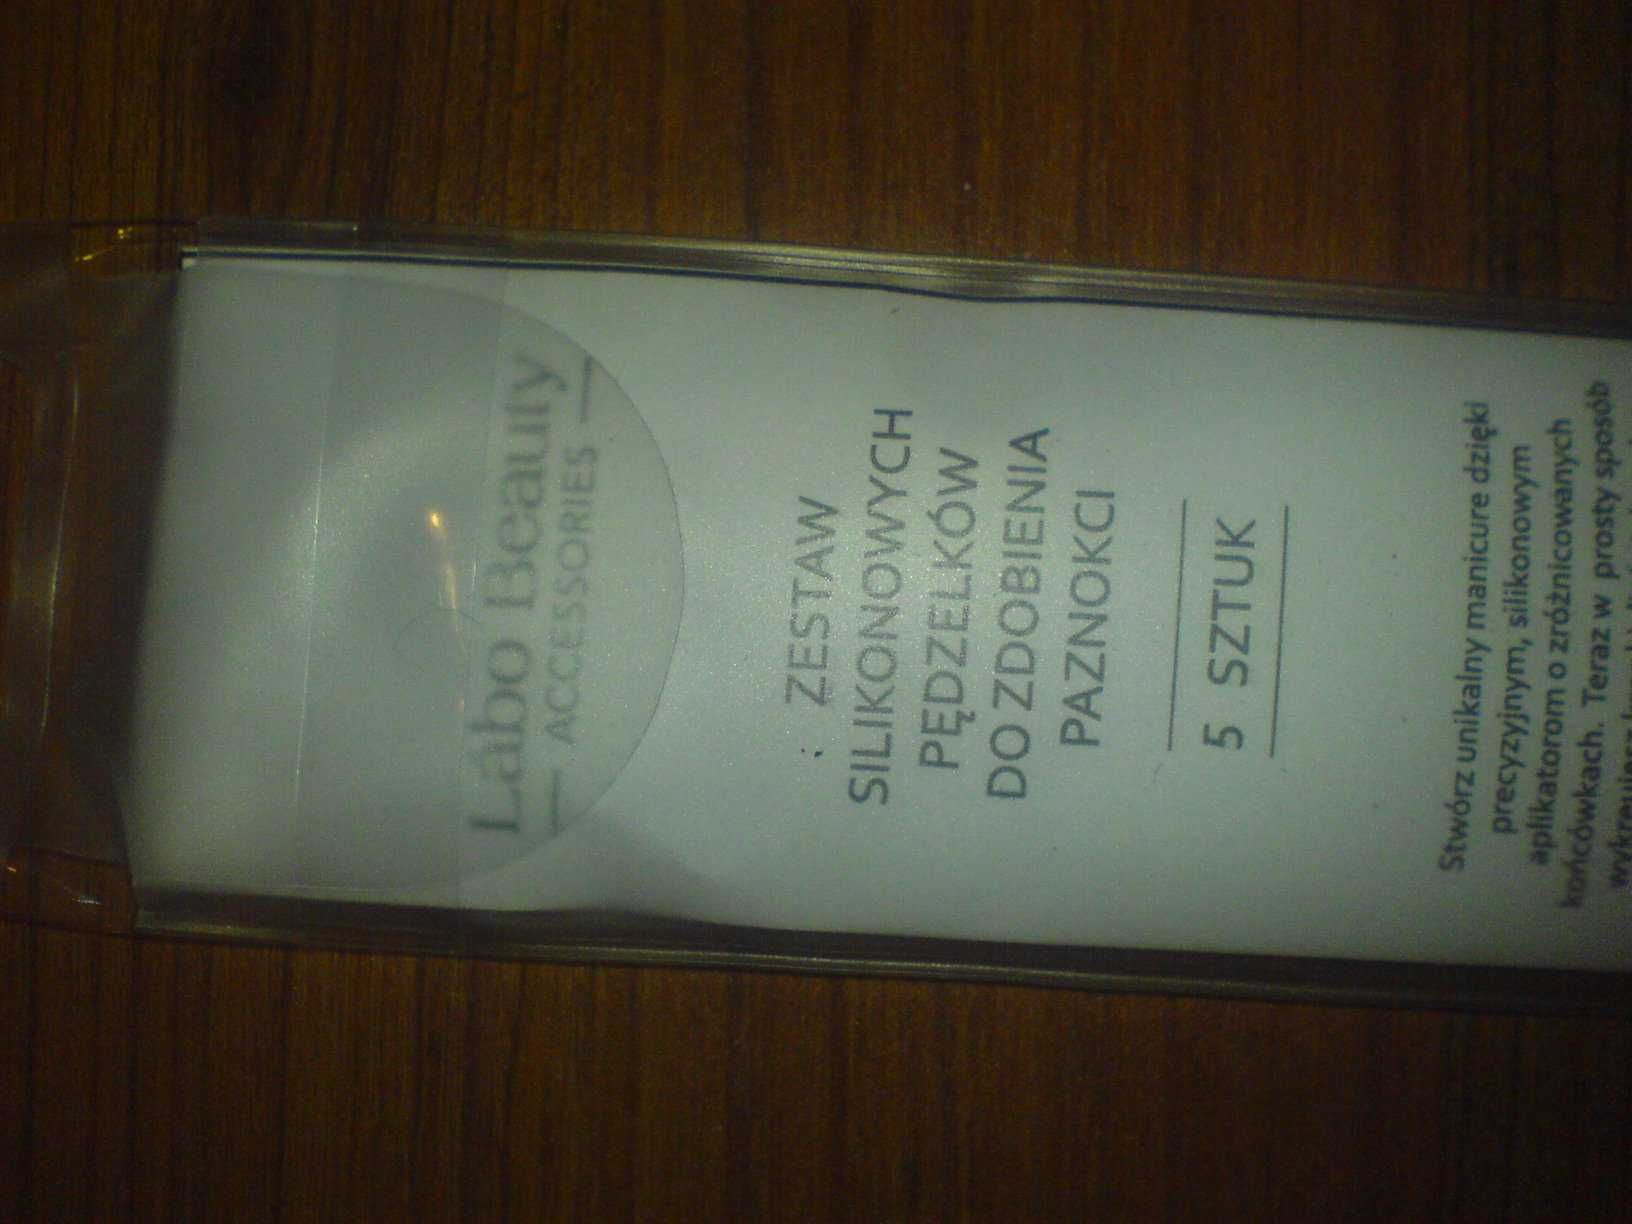 Labo Beauty
ACCESSORIES
ZESTAW
SILIKONOWYCH
PĘDZELKÓW
DO ZDOBIENIA
PAZNOKCI
5 SZTUK
Stwórz unikalny manicure dzięki
precyzyjnym, silikonowym
aplikatorom o zróżnicowanych
końcówkach. Teraz w prosty sposób